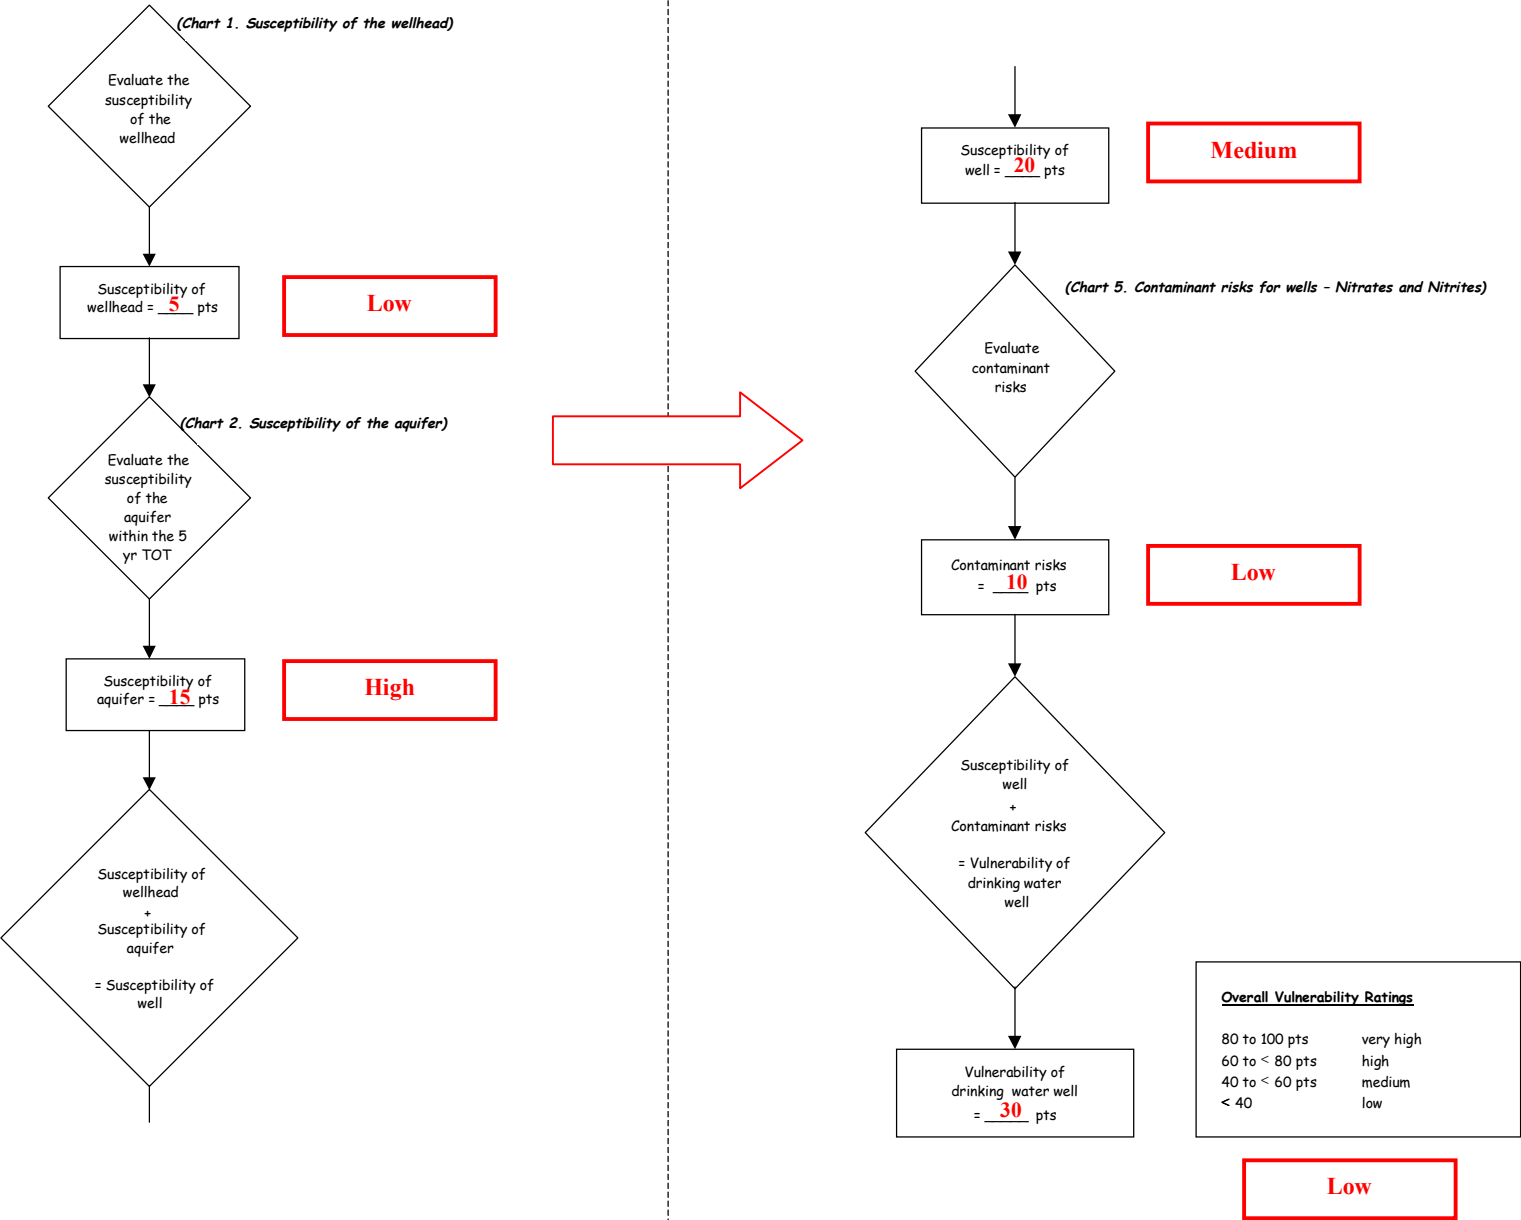 (Chart 1. Susceptibility of the wellhead)
Evaluate the
susceptibility
of the
wellhead
Susceptibility of
wellhead = 5 pts
Low
(Chart 2. Susceptibility of the aquifer)
Evaluate the
susceptibility
of the
aquifer
within the 5
yr TOT
Susceptibility of
aquifer = 15 pts
High
Susceptibility of
wellhead
+
Susceptibility of
aquifer
= Susceptibility of
well
Susceptibility of
well = 20 pts
Medium
(Chart 5. Contaminant risks for wells – Nitrates and Nitrites)
Evaluate
contaminant
risks
Contaminant risks
= 10 pts
Low
Susceptibility of
well
+
Contaminant risks
= Vulnerability of
drinking water
well
Vulnerability of
drinking water well
= 30 pts
Overall Vulnerability Ratings
80 to 100 pts very high
60 to < 80 pts high
40 to < 60 pts medium
< 40 low
Low